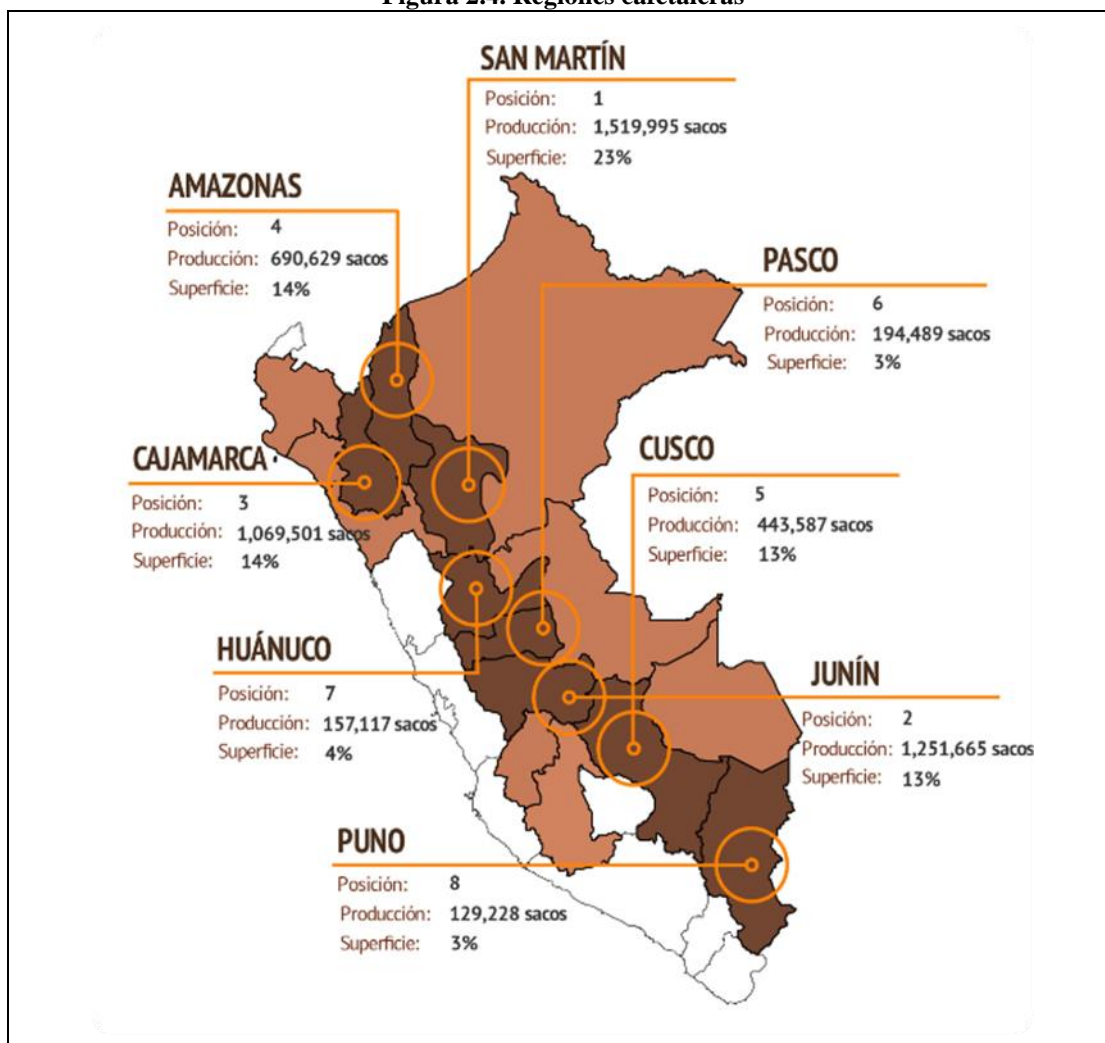 Figura 2.4. Regiones cafetaleras
SAN MARTÍN
Posición: 1
Producción: 1,519,995 sacos
Superficie: 23%
AMAZONAS
Posición: 4
Producción: 690,629 sacos
Superficie: 14%
PASCO
Posición: 6
Producción: 194,489 sacos
Superficie: 3%
CAJAMARCA
Posición: 3
Producción: 1,069,501 sacos
Superficie: 14%
CUSCO
Posición: 5
Producción: 443,587 sacos
Superficie: 13%
HUÁNUCO
Posición: 7
Producción: 157,117 sacos
Superficie: 4%
JUNÍN
Posición: 2
Producción: 1,251,665 sacos
Superficie: 13%
PUNO
Posición: 8
Producción: 129,228 sacos
Superficie: 3%